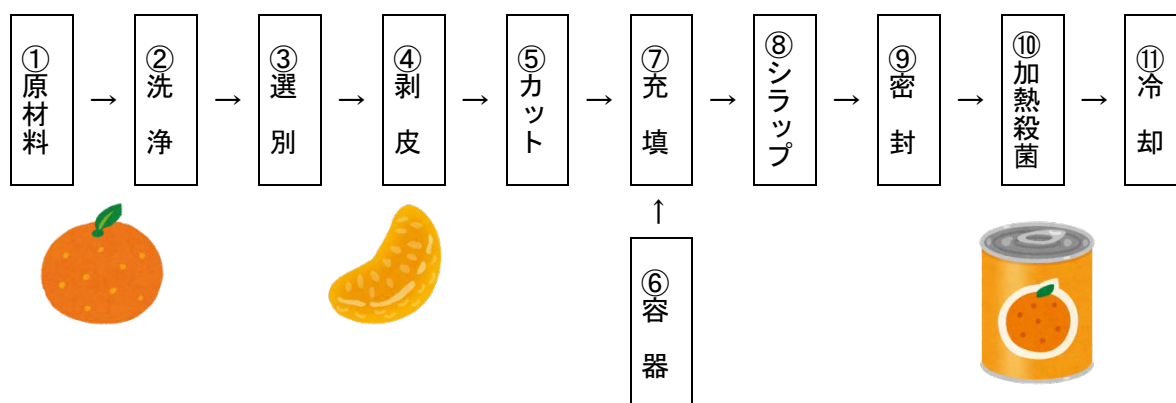 ①原材料
→
②洗浄
→
③選別
→
④剥皮
→
⑤カット
→
⑦充填
→
⑧シラップ
→
⑨密封
→
⑩加熱殺菌
→
⑪冷却
↑
⑥容器